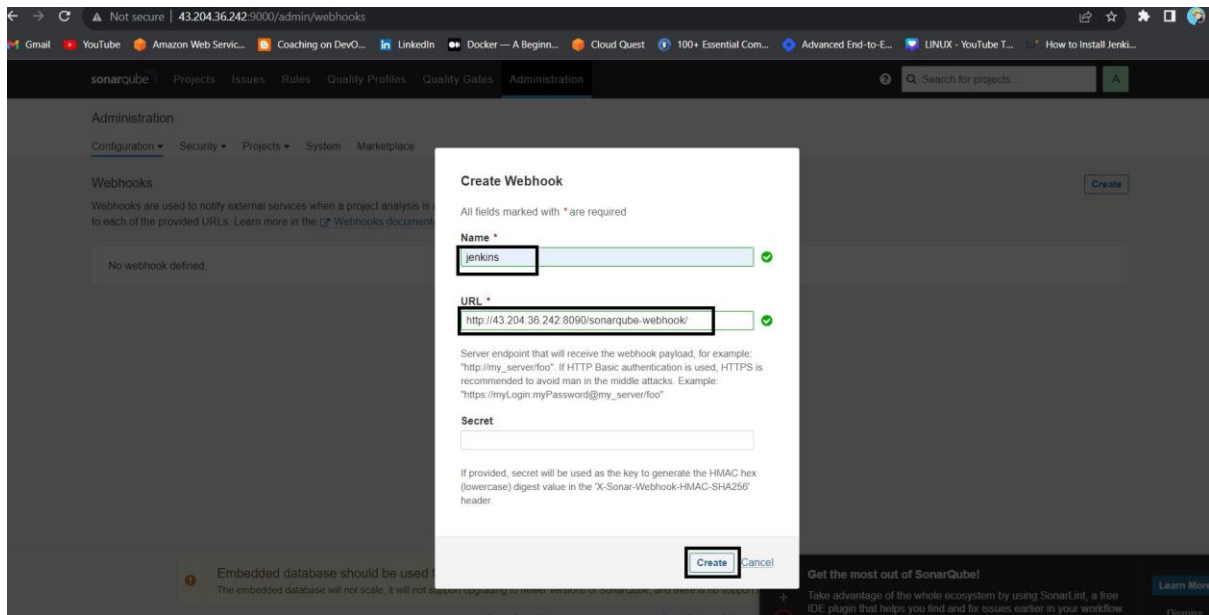 Not secure | 43.204.36.242:9000/admin/webhooks
Gmail YouTube Amazon Web Servic... Coaching on DevO... LinkedIn Docker — A Beginn... Cloud Quest 100+ Essential Com... Advanced End-to-E... LINUX - YouTube T... How to Install Jenki...
sonarqube Projects Issues Rules Quality Profiles Quality Gates Administration Search for projects... A
Administration
Configuration Security Projects System Marketplace
Webhooks
Create
Webhooks are used to notify external services when a project analysis is
to each of the provided URLs. Learn more in the Webhooks document
No webhook defined
Create Webhook
All fields marked with * are required
Name *
jenkins
URL *
http://43.204.36.242:8090/sonarqube-webhook/
Server endpoint that will receive the webhook payload, for example:
"http://my_server/foo". If HTTP Basic authentication is used, HTTPS is
recommended to avoid man in the middle attacks. Example:
"https://myLogin:myPassword@my_server/foo"
Secret
If provided, secret will be used as the key to generate the HMAC hex
(lowercase) digest value in the 'X-Sonar-Webhook-HMAC-SHA256'
header.
Create Cancel
Embedded database should be used f
The embedded database will not scale, it will not support upgrading to newer versions of SonarQube, and there is no support
Get the most out of SonarQube!
Take advantage of the whole ecosystem by using SonarLint, a free
IDE plugin that helps you find and fix issues earlier in your workflow.
Learn More
Dismiss